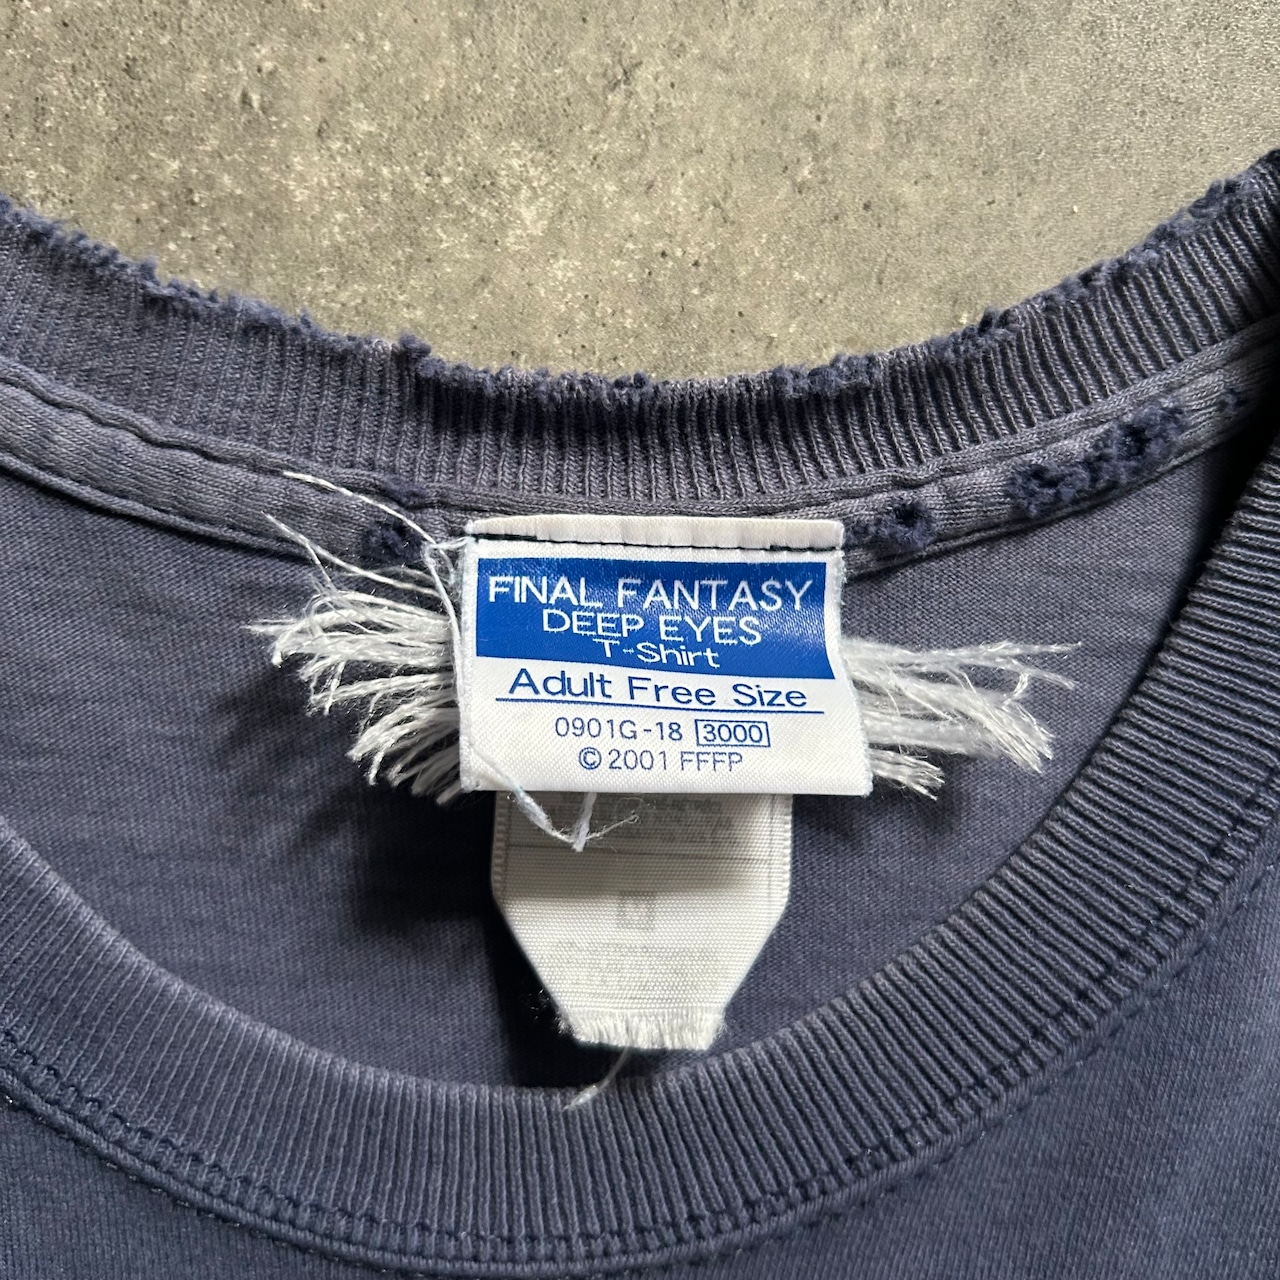 FINAL FANTASY
DEEP EYES
T-Shirt
Adult Free Size
0901G-18 3000
©2001 FFFP